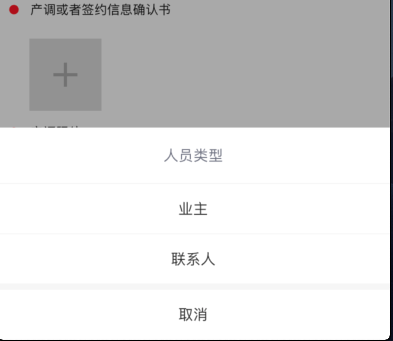 产调或者签约信息确认书
人员类型
业主
联系人
取消